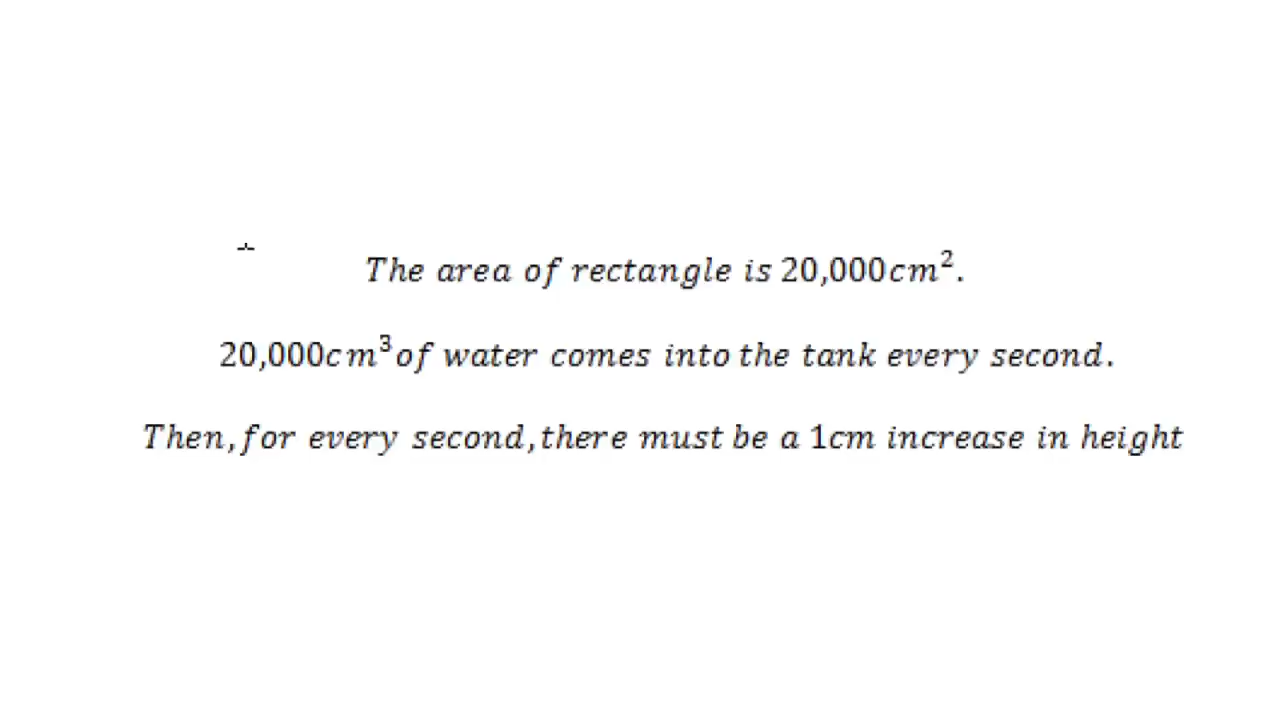 The area of rectangle is 20,000cm².
20,000cm³ of water comes into the tank every second.
Then, for every second, there must be a 1cm increase in height